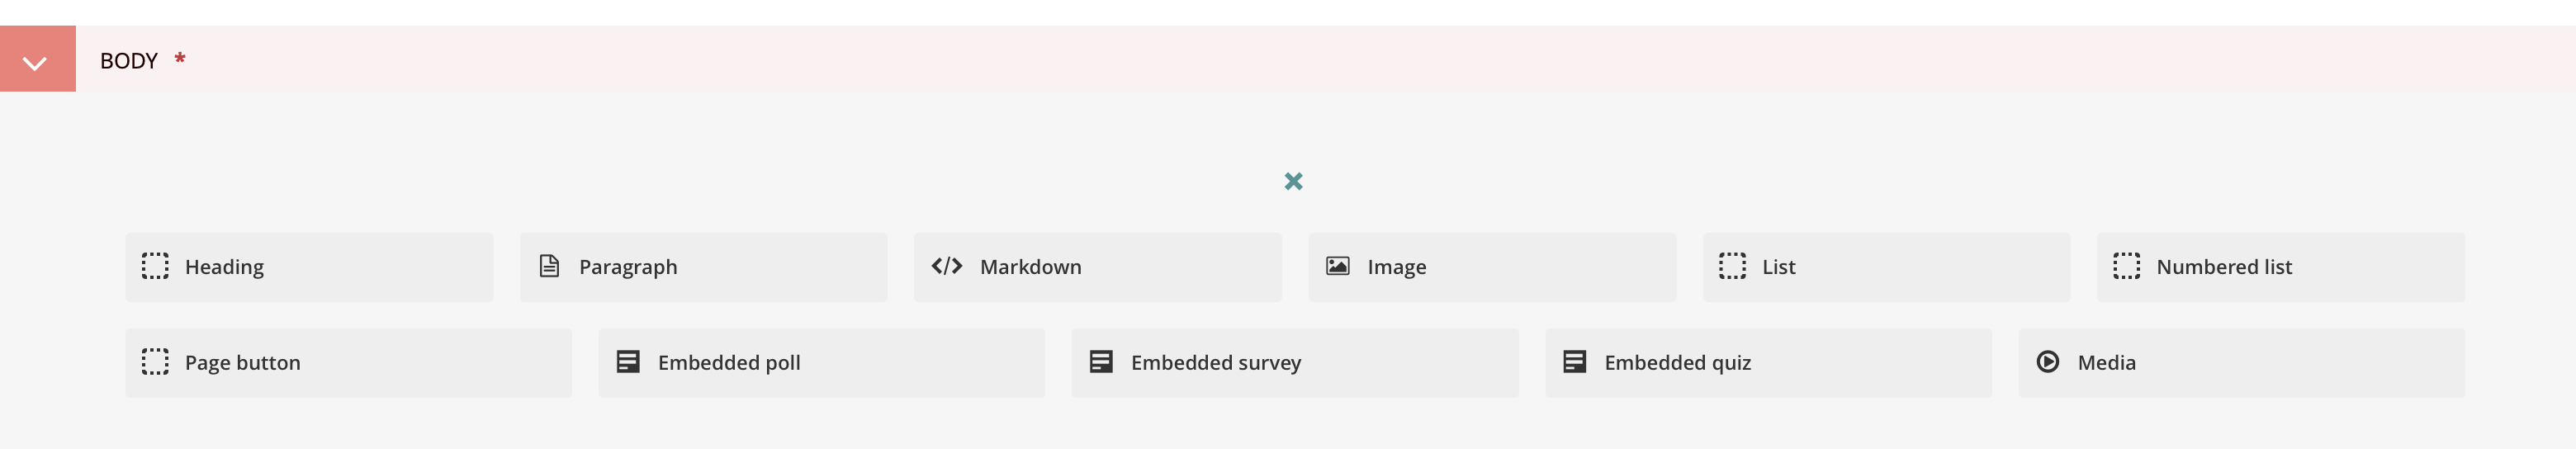 BODY *
Heading Paragraph Markdown Image List Numbered list
Page button Embedded poll Embedded survey Embedded quiz Media